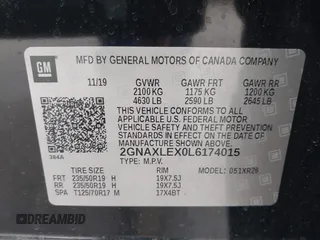 GM
MFD BY GENERAL MOTORS OF CANADA COMPANY
11/19 GVWR GAWR FRT GAWR RR
2100 KG 1175 KG 1200 KG
4630 LB 2590 LB 2645 LB
THIS VEHICLE CONFORMS TO ALL
APPLICABLE U.S. FEDERAL MOTOR
VEHICLE SAFETY, BUMPER, AND
THEFT PREVENTION STANDARDS IN
EFFECT ON THE DATE OF
MANUFACTURE SHOWN ABOVE.
2GNAXLEX0L6174015
TYPE: M.P.V.
TIRE SIZE RIM MODEL:
FRT 235/50R19 H 19X7.5J
RR 235/50R19 H 19X7.5J
SPA T125/70R17 M 17X4BT
DREAMBID